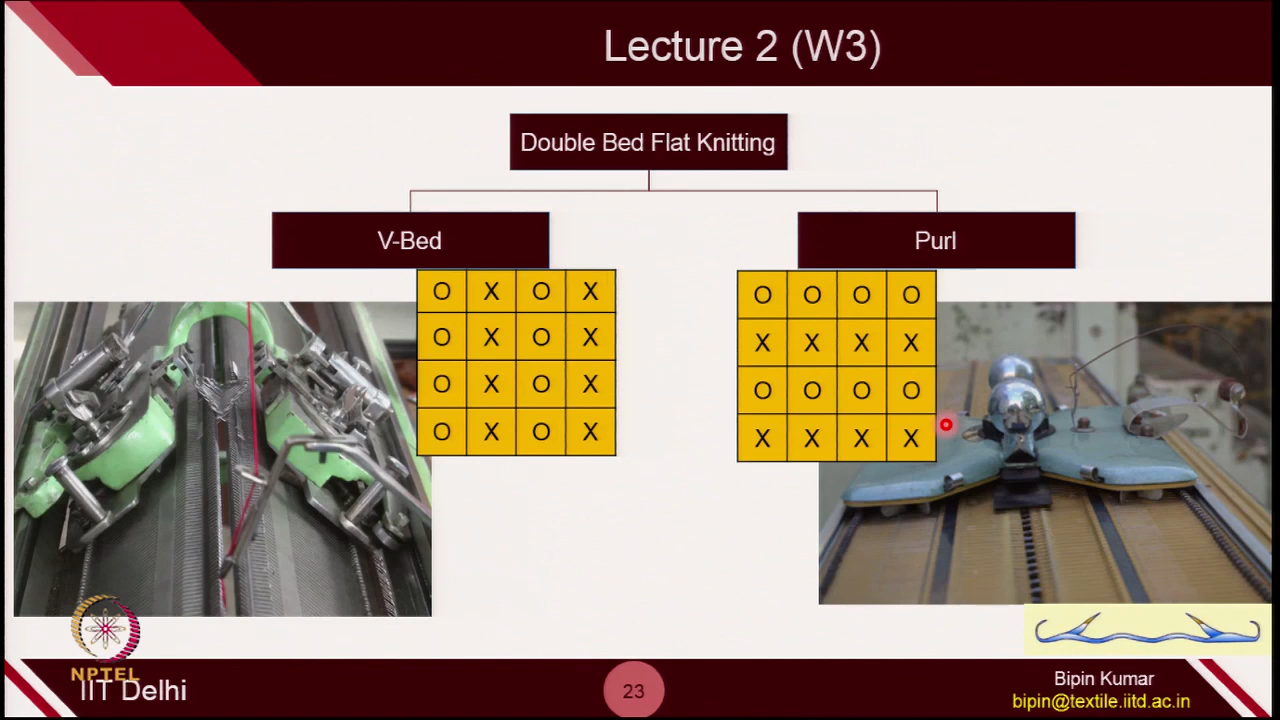 Lecture 2 (W3)
Double Bed Flat Knitting
V-Bed
Purl
O X O X
O X O X
O X O X
O X O X
O O O O
X X X X
O O O O
X X X X
NPTEL
IIT Delhi
23
Bipin Kumar
bipin@textile.iitd.ac.in